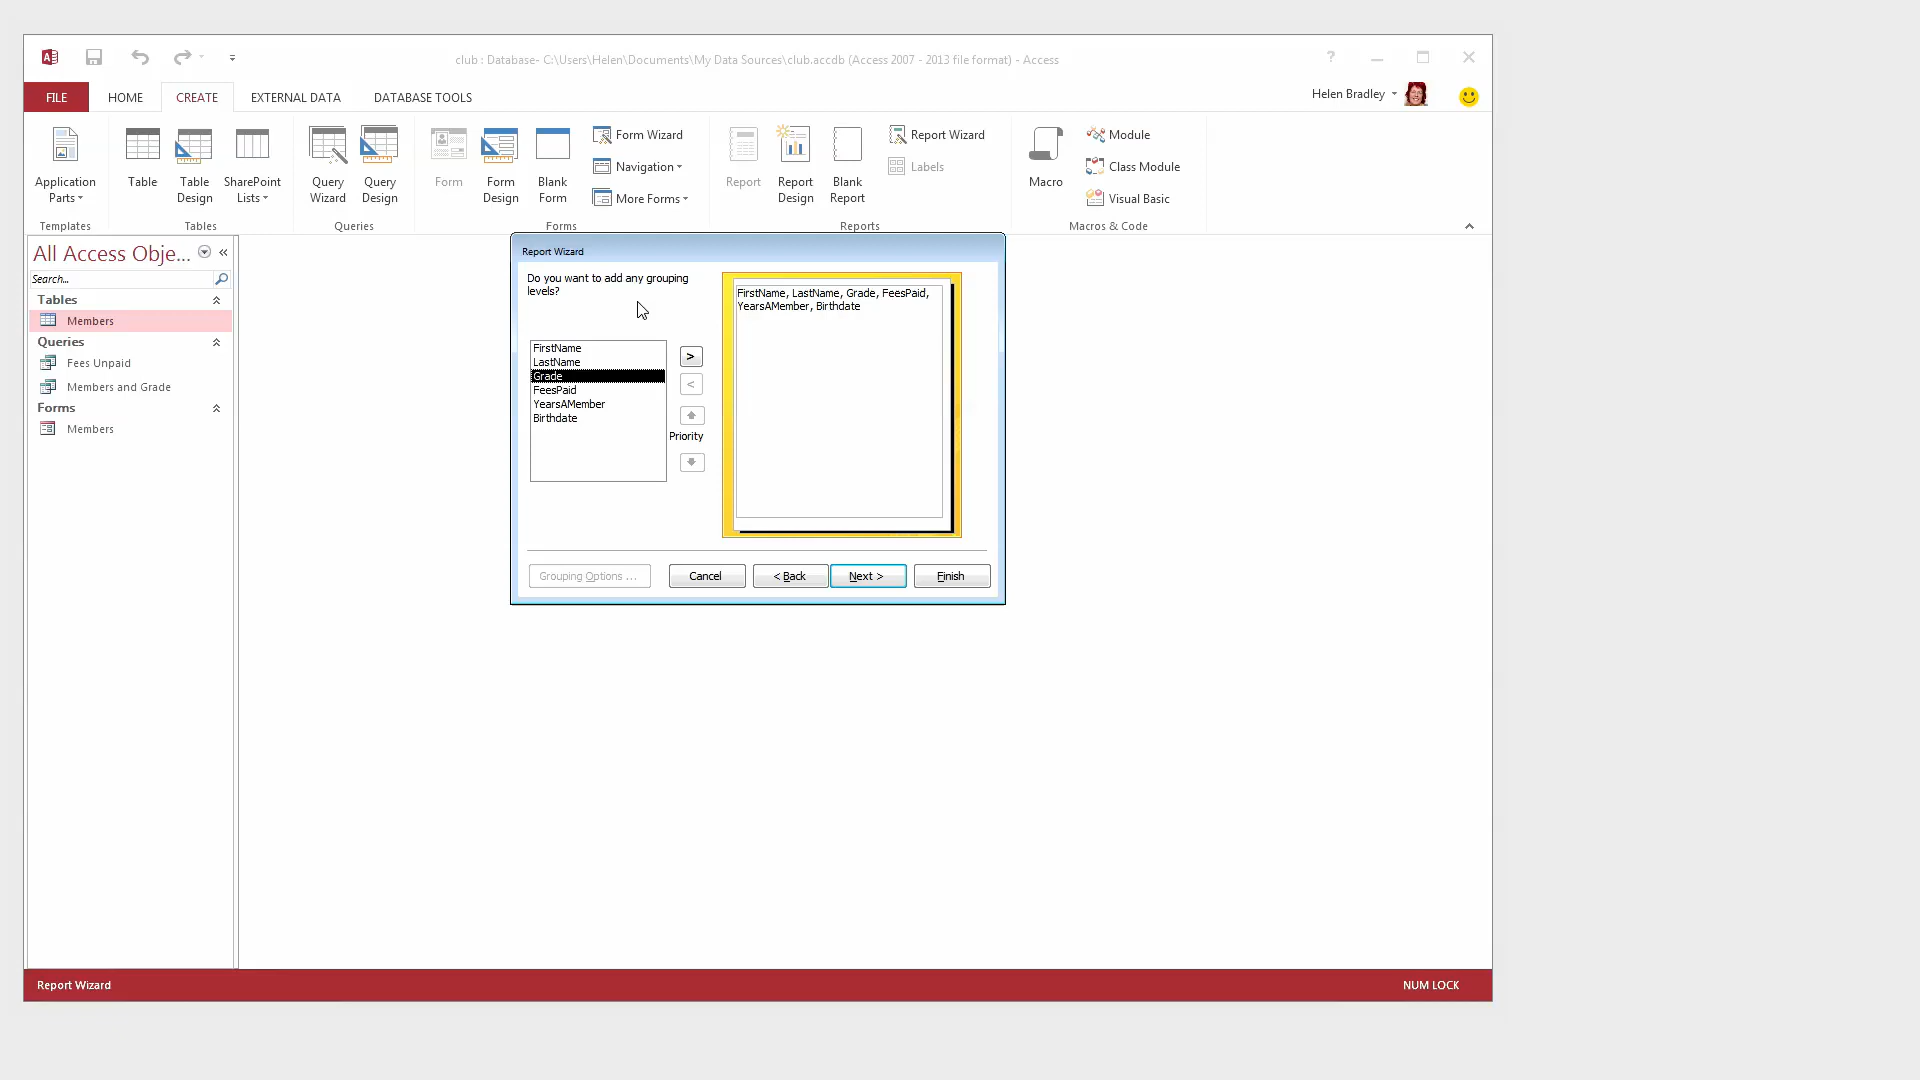 club : Database- C:\Users\Helen\Documents\My Data Sources\club.accdb (Access 2007 - 2013 file format) - Access
?
FILE
HOME
CREATE
EXTERNAL DATA
DATABASE TOOLS
Helen Bradley
Application
Parts
Templates
Table
Table
Design
SharePoint
Lists
Tables
Query
Wizard
Query
Design
Queries
Form
Form
Design
Blank
Form
Form Wizard
Navigation
More Forms
Forms
Report
Report
Design
Blank
Report
Report Wizard
Labels
Reports
Macro
Module
Class Module
Visual Basic
Macros & Code
All Access Obje... «
Search...
Tables
Members
Queries
Fees Unpaid
Members and Grade
Forms
Members
Report Wizard
Do you want to add any grouping
levels?
FirstName
LastName
Grade
FeesPaid
YearsAMember
Birthdate
>
<
Priority
FirstName, LastName, Grade, FeesPaid,
YearsAMember, Birthdate
Grouping Options ...
Cancel
< Back
Next >
Finish
Report Wizard
NUM LOCK